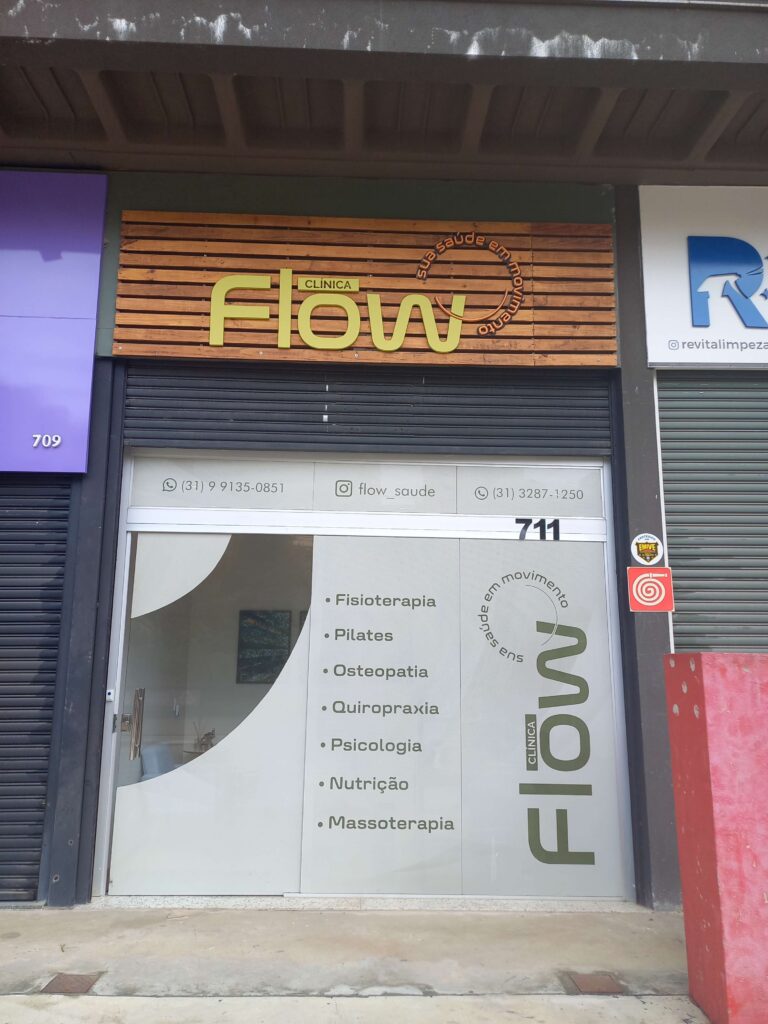 CLÍNICA
Flow
sua saúde em movimento
R
revitalimpeza
709
(31) 9 9135-0851
flow_saude
(31) 3287-1250
711
EMIVE
• Fisioterapia
• Pilates
• Osteopatia
• Quiropraxia
• Psicologia
• Nutrição
• Massoterapia
sua saúde em movimento
CLÍNICA
Flow